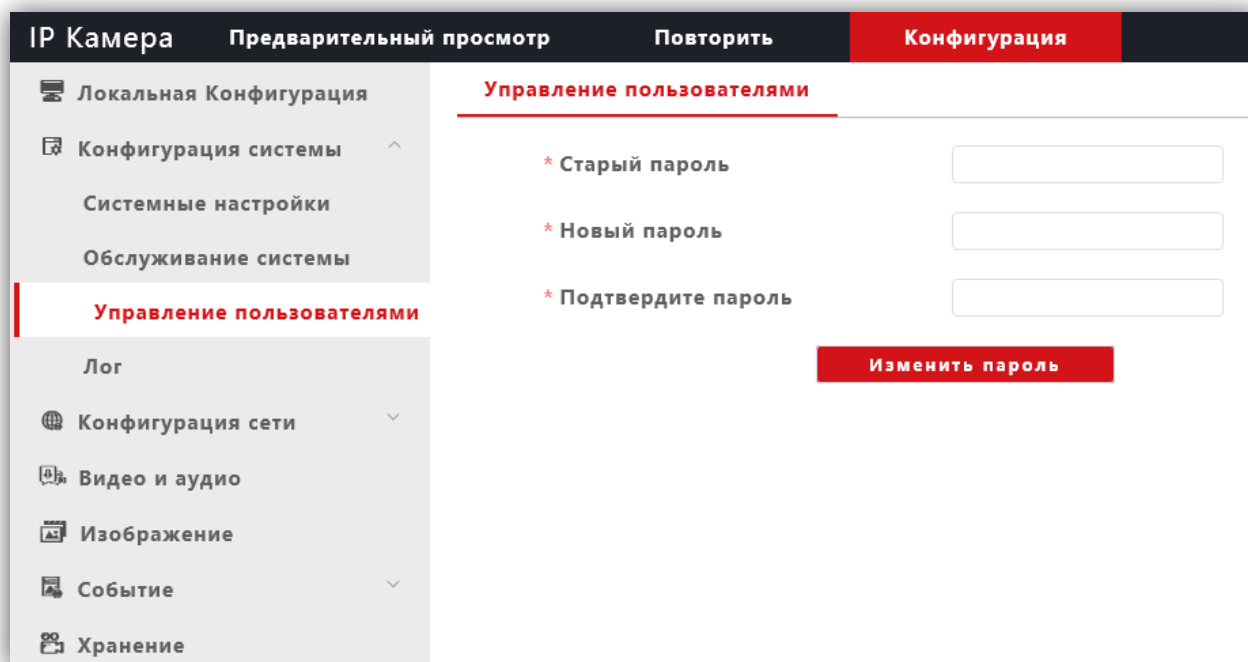 IP Камера Предварительный просмотр Повторить Конфигурация
Локальная Конфигурация
Конфигурация системы
Системные настройки
Обслуживание системы
Управление пользователями
Лог
Конфигурация сети
Видео и аудио
Изображение
Событие
Хранение
Управление пользователями
* Старый пароль
* Новый пароль
* Подтвердите пароль
Изменить пароль